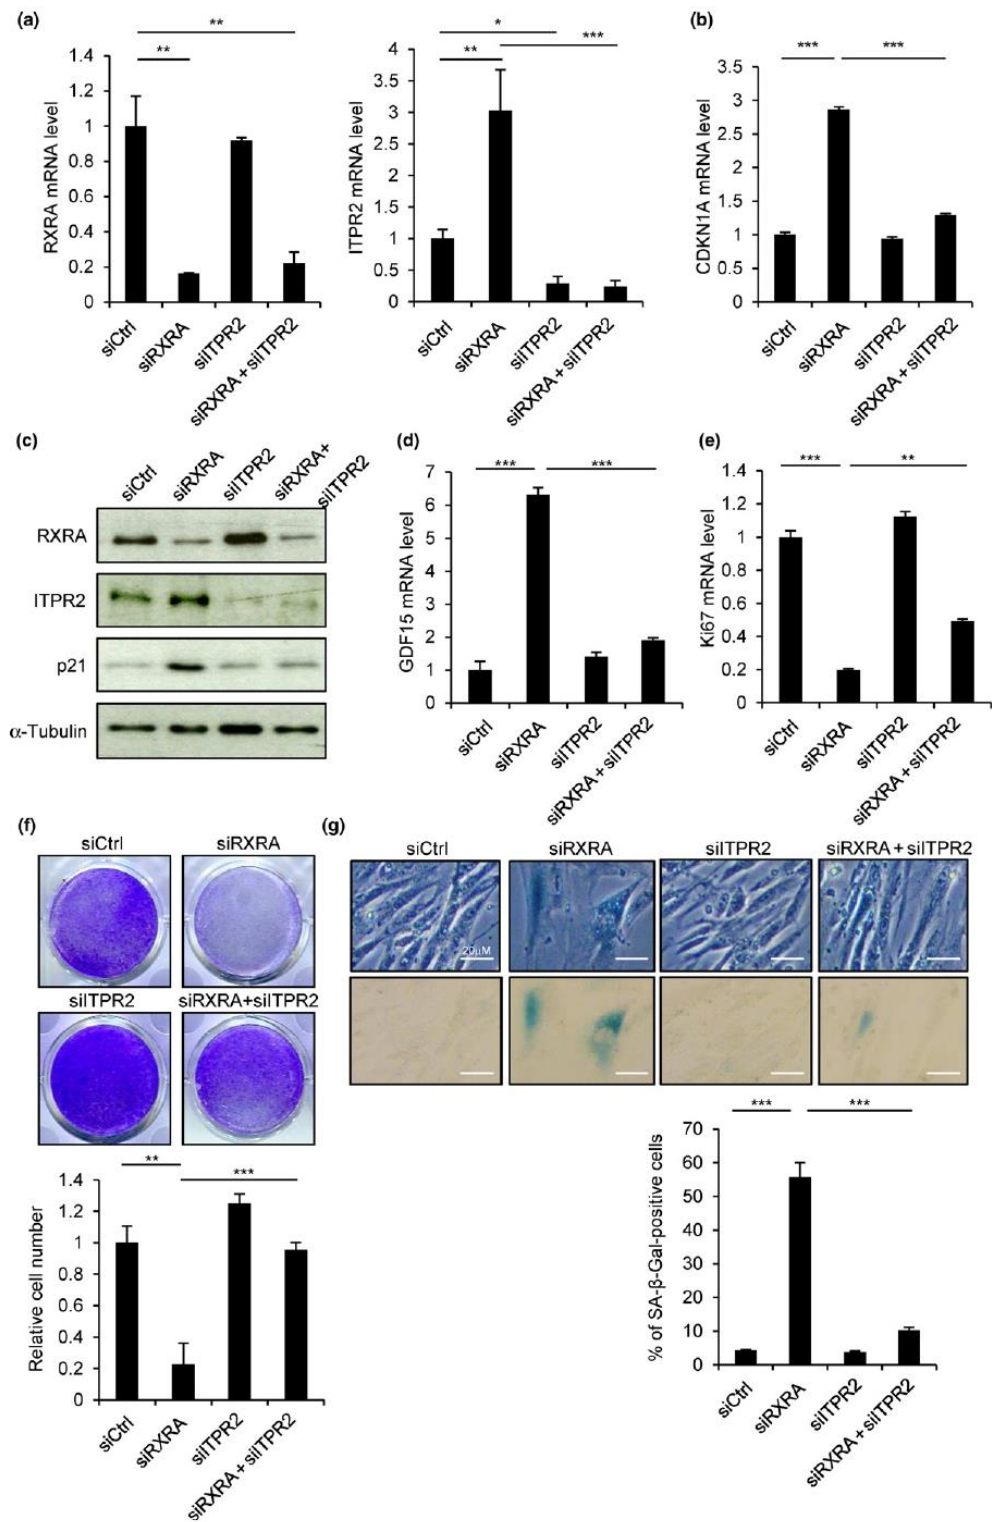 (a)
**
**
RXRA mRNA level
1.4
1.2
1
0.8
0.6
0.4
0.2
0
siCtrl
siRXRA
siITPR2
siRXRA + siITPR2
*
***
**
ITPR2 mRNA level
4
3.5
3
2.5
2
1.5
1
0.5
0
siCtrl
siRXRA
siITPR2
siRXRA + siITPR2
(b)
***
***
CDKN1A mRNA level
3.5
3
2.5
2
1.5
1
0.5
0
siCtrl
siRXRA
siITPR2
siRXRA + siITPR2
(c)
siCtrl
siRXRA
siITPR2
siRXRA+
siITPR2
RXRA
ITPR2
p21
α-Tubulin
(d)
***
***
GDF15 mRNA level
7
6
5
4
3
2
1
0
siCtrl
siRXRA
siITPR2
siRXRA + siITPR2
(e)
***
**
Ki67 mRNA level
1.4
1.2
1
0.8
0.6
0.4
0.2
0
siCtrl
siRXRA
siITPR2
siRXRA + siITPR2
(f)
siCtrl
siRXRA
siITPR2
siRXRA+siITPR2
**
***
Relative cell number
1.4
1.2
1
0.8
0.6
0.4
0.2
0
siCtrl
siRXRA
siITPR2
siRXRA + siITPR2
(g)
siCtrl
siRXRA
siITPR2
siRXRA + siITPR2
20µM
***
***
% of SA-β-Gal-positive cells
70
60
50
40
30
20
10
0
siCtrl
siRXRA
siITPR2
siRXRA + siITPR2